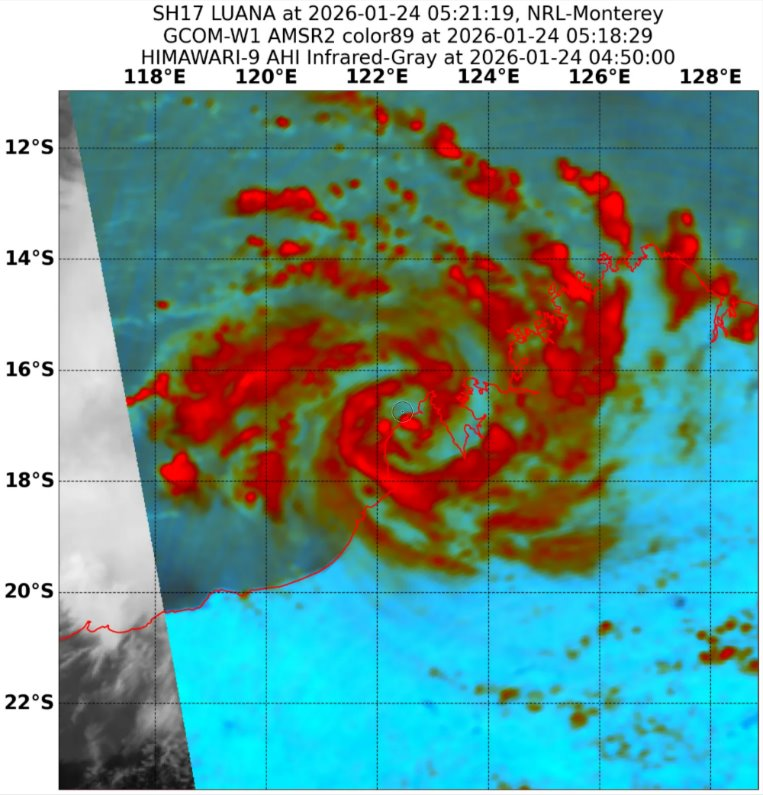 SH17 LUANA at 2026-01-24 05:21:19, NRL-Monterey
GCOM-W1 AMSR2 color89 at 2026-01-24 05:18:29
HIMAWARI-9 AHI Infrared-Gray at 2026-01-24 04:50:00
118°E 120°E 122°E 124°E 126°E 128°E
12°S
14°S
16°S
18°S
20°S
22°S